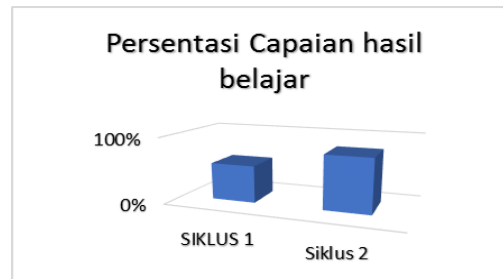 Persentasi Capaian hasil
belajar
100%
0%
SIKLUS 1
Siklus 2